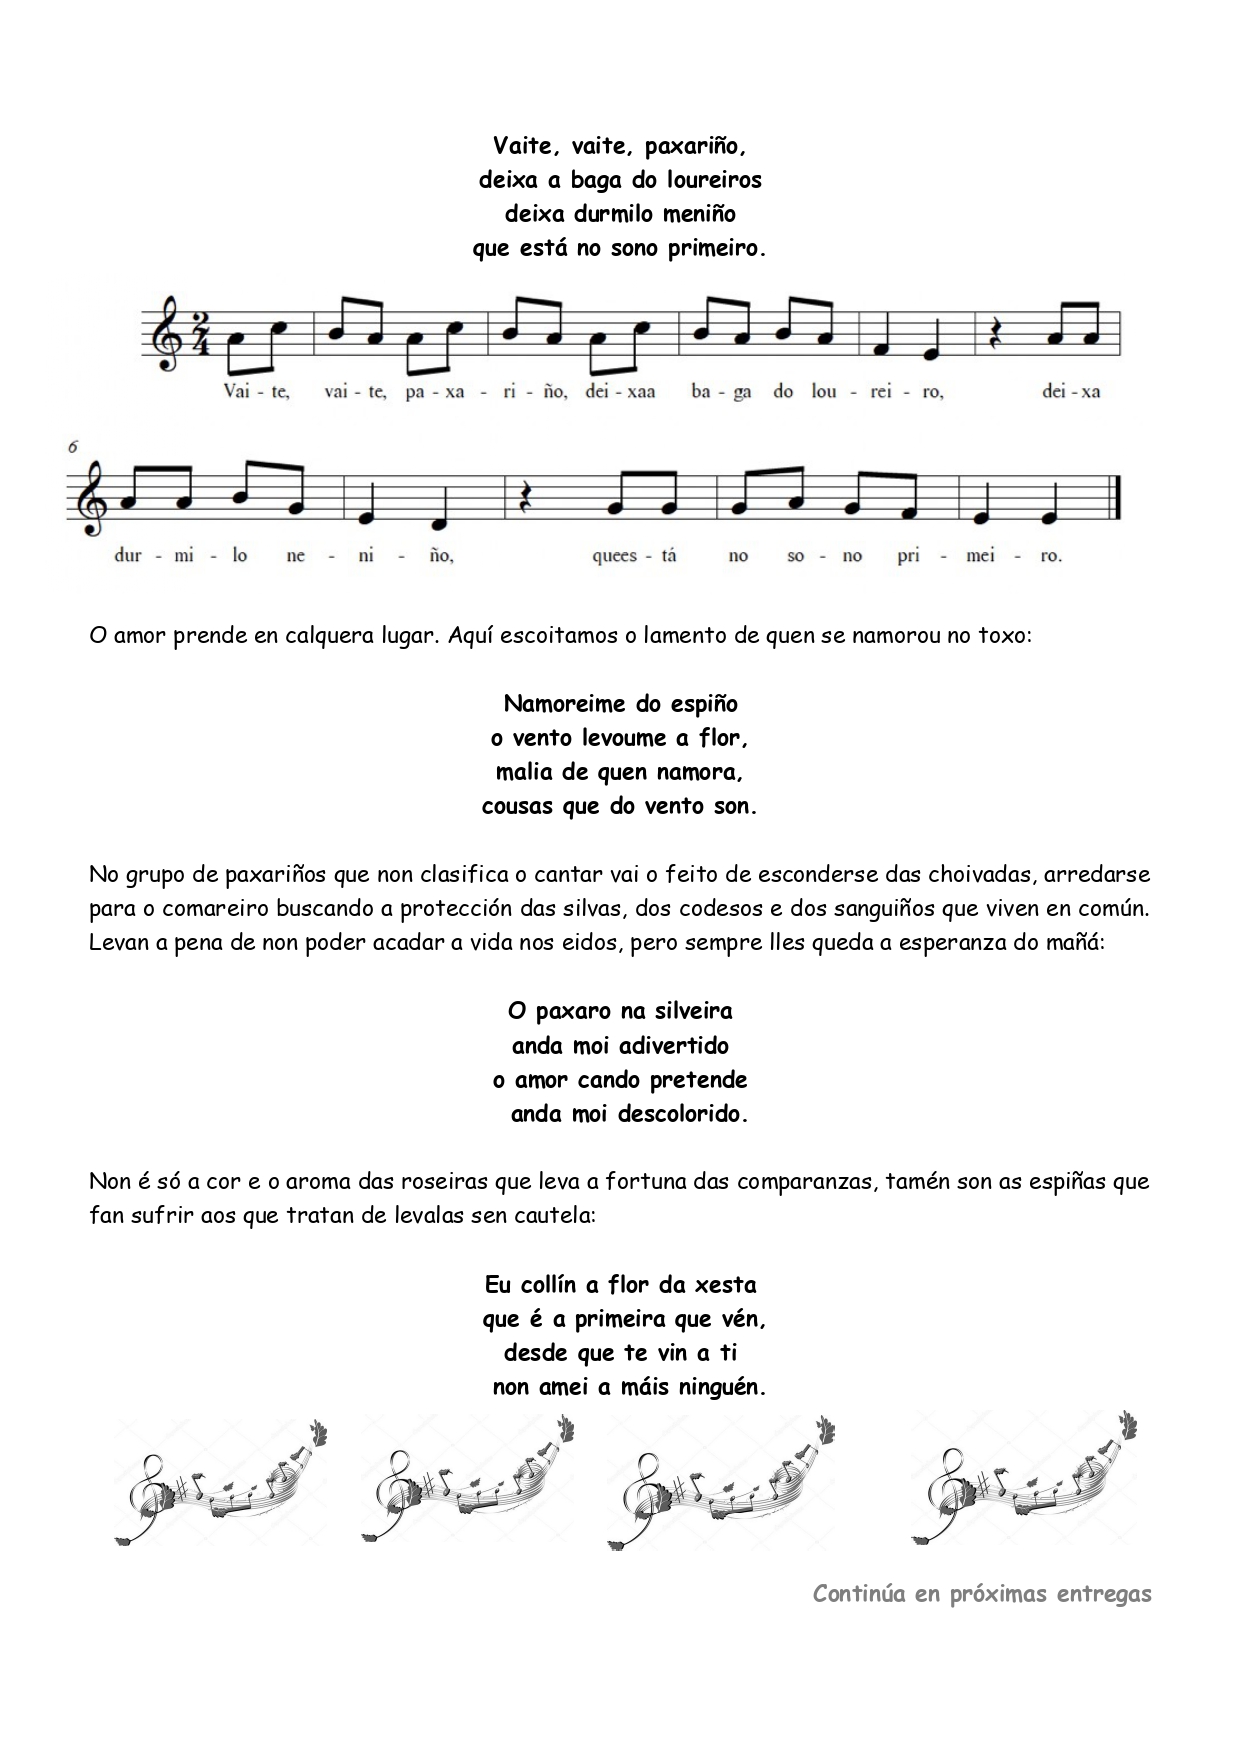 Vaite, vaite, paxariño,
deixa a baga do loureiros
deixa durmilo meniño
que está no sono primeiro.
2
4
Vai - te, vai - te, pa - xa - ri - ño, dei - xaa ba - ga do lou - rei - ro, dei - xa
6
dur - mi - lo ne - ni - ño, quees - tá no so - no pri - mei - ro.
O amor prende en calquera lugar. Aquí escoitamos o lamento de quen se namorou no toxo:
Namoreime do espiño
o vento levoume a flor,
malia de quen namora,
cousas que do vento son.
No grupo de paxariños que non clasifica o cantar vai o feito de esconderse das choivadas, arredarse
para o comareiro buscando a protección das silvas, dos codesos e dos sanguiños que viven en común.
Levan a pena de non poder acadar a vida nos eidos, pero sempre lles queda a esperanza do mañá:
O paxaro na silveira
anda moi adivertido
o amor cando pretende
anda moi descolorido.
Non é só a cor e o aroma das roseiras que leva a fortuna das comparanzas, tamén son as espiñas que
fan sufrir aos que tratan de levalas sen cautela:
Eu collín a flor da xesta
que é a primeira que vén,
desde que te vin a ti
non amei a máis ninguén.
Continúa en próximas entregas